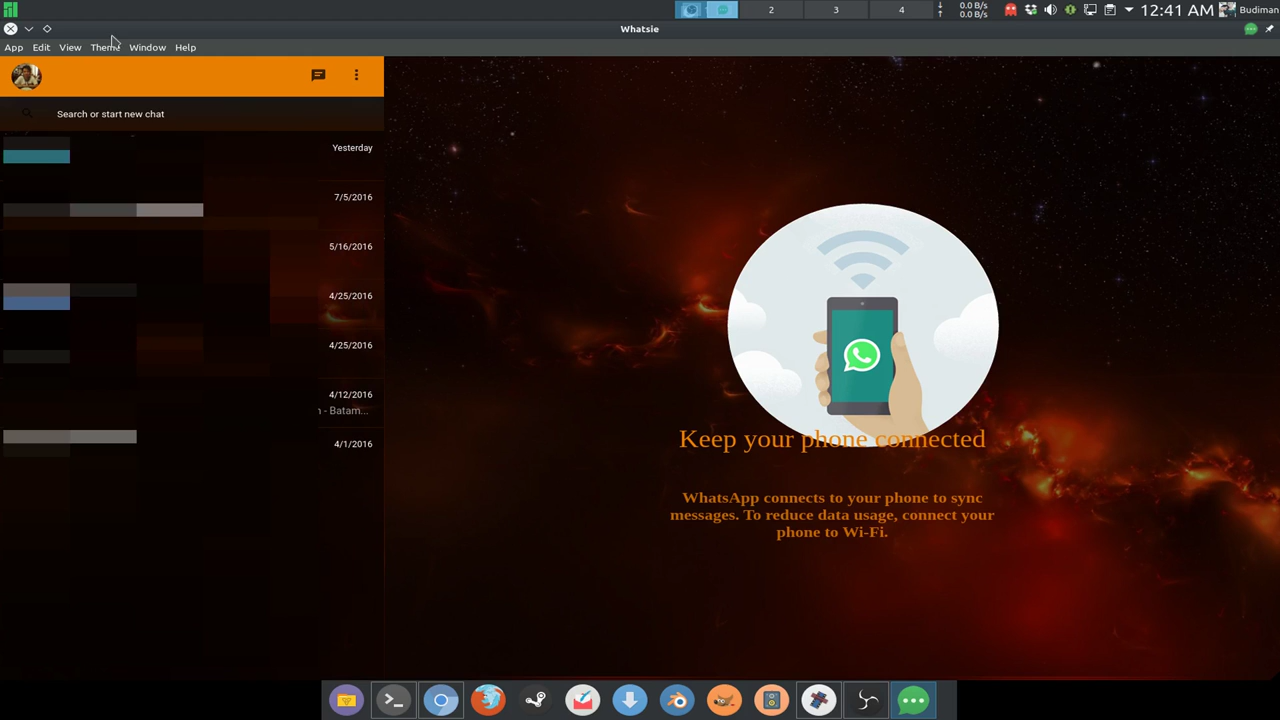 2
3
4
0.0 B/s
0.0 B/s
12:41 AM
Budiman
Whatsie
App Edit View Theme Window Help
Search or start new chat
Yesterday
7/5/2016
5/16/2016
4/25/2016
4/25/2016
4/12/2016
- Batam...
4/1/2016
Keep your phone connected
WhatsApp connects to your phone to sync
messages. To reduce data usage, connect your
phone to Wi-Fi.